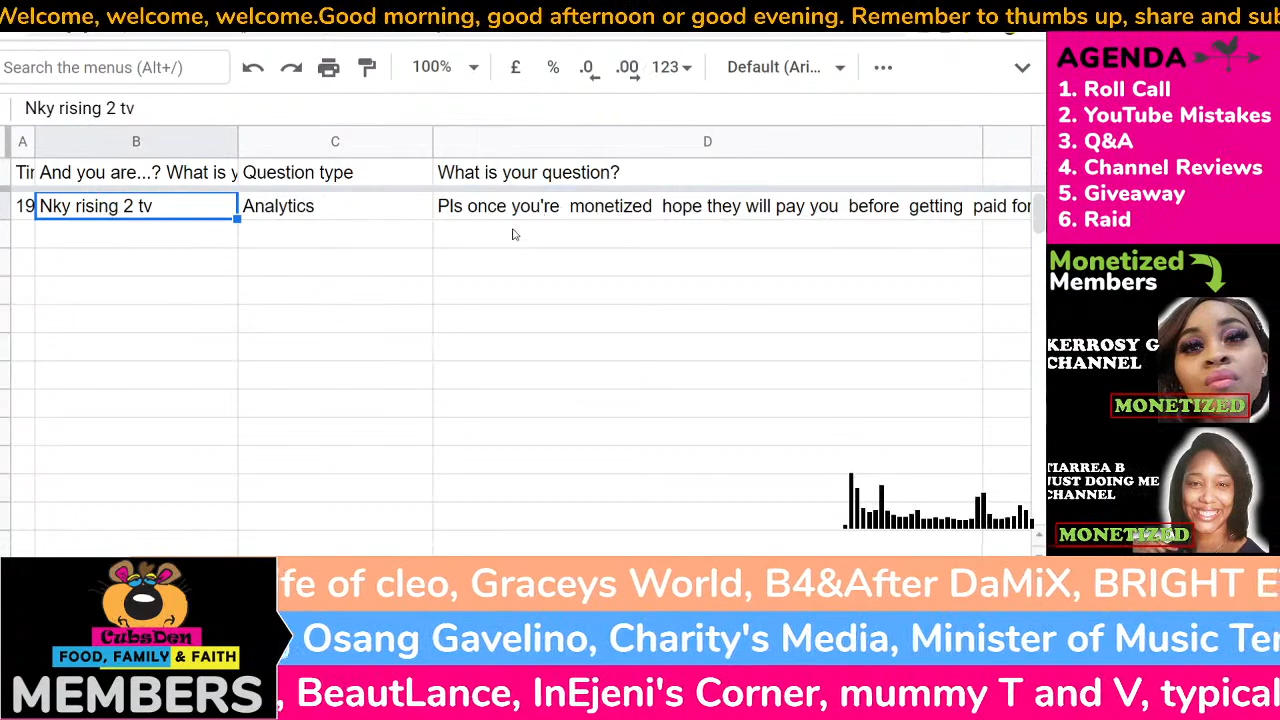 Welcome, welcome, welcome.Good morning, good afternoon or good evening. Remember to thumbs up, share and sub
Search the menus (Alt+/)
100%
£
%
.0
.00
123
Default (Ari...
Nky rising 2 tv
A
B
C
D
Tir
And you are...? What is y
Question type
What is your question?
19
Nky rising 2 tv
Analytics
Pls once you're monetized hope they will pay you before getting paid for
AGENDA
1. Roll Call
2. YouTube Mistakes
3. Q&A
4. Channel Reviews
5. Giveaway
6. Raid
Monetized
Members
KERROSY G
CHANNEL
MONETIZED
TIARREA B
JUST DOING ME
CHANNEL
MONETIZED
CubsDen
FOOD, FAMILY & FAITH
MEMBERS
fe of cleo, Graceys World, B4&After DaMiX, BRIGHT E
Osang Gavelino, Charity's Media, Minister of Music Ter
, BeautLance, InEjeni's Corner, mummy T and V, typical